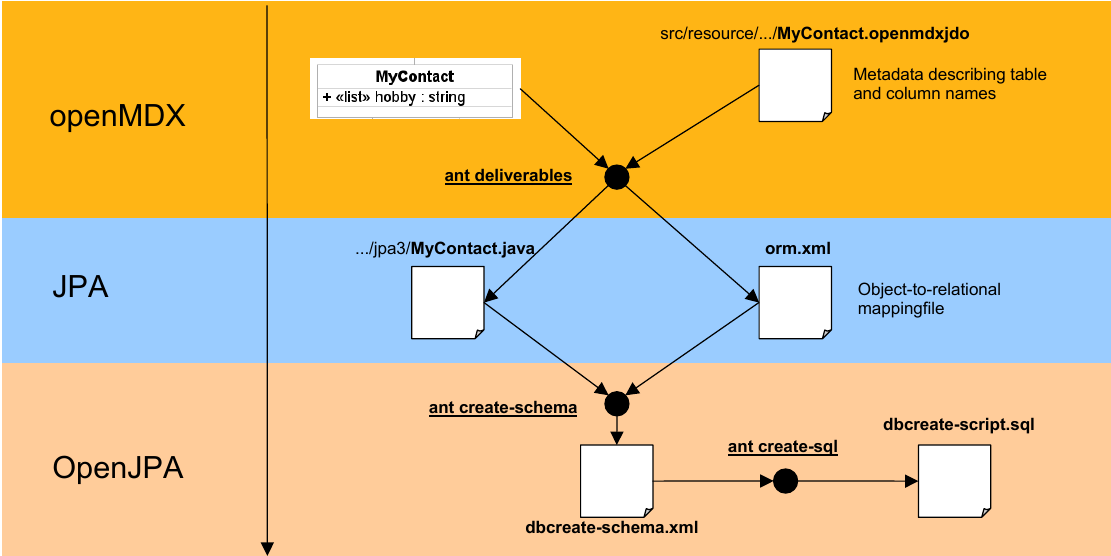 src/resource/.../MyContact.openmdxjdo
MyContact
+ «list» hobby : string
Metadata describing table
and column names
openMDX
ant deliverables
.../jpa3/MyContact.java
orm.xml
JPA
Object-to-relational
mappingfile
ant create-schema
dbcreate-script.sql
ant create-sql
OpenJPA
dbcreate-schema.xml